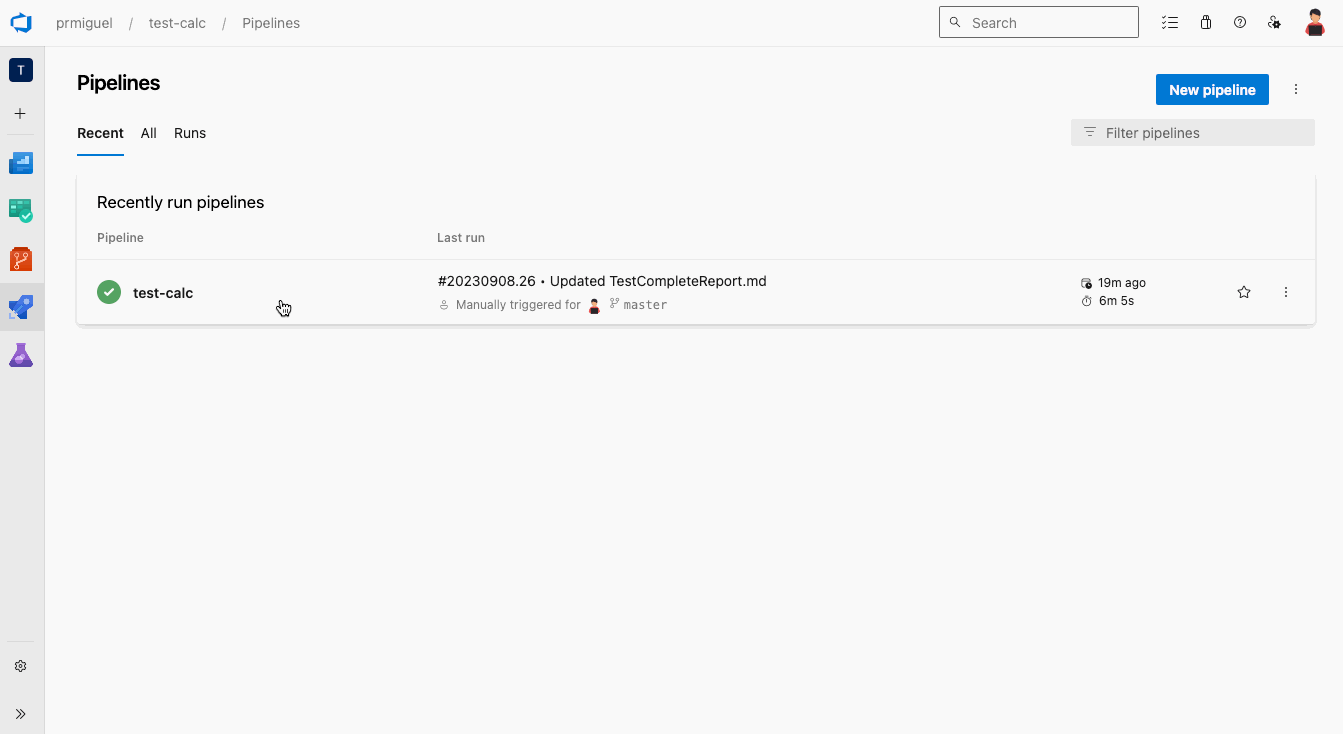 prmiguel / test-calc / Pipelines
Search
T
Pipelines
New pipeline
Recent All Runs
Filter pipelines
Recently run pipelines
Pipeline Last run
test-calc
#20230908.26 • Updated TestCompleteReport.md
Manually triggered for master
19m ago
6m 5s